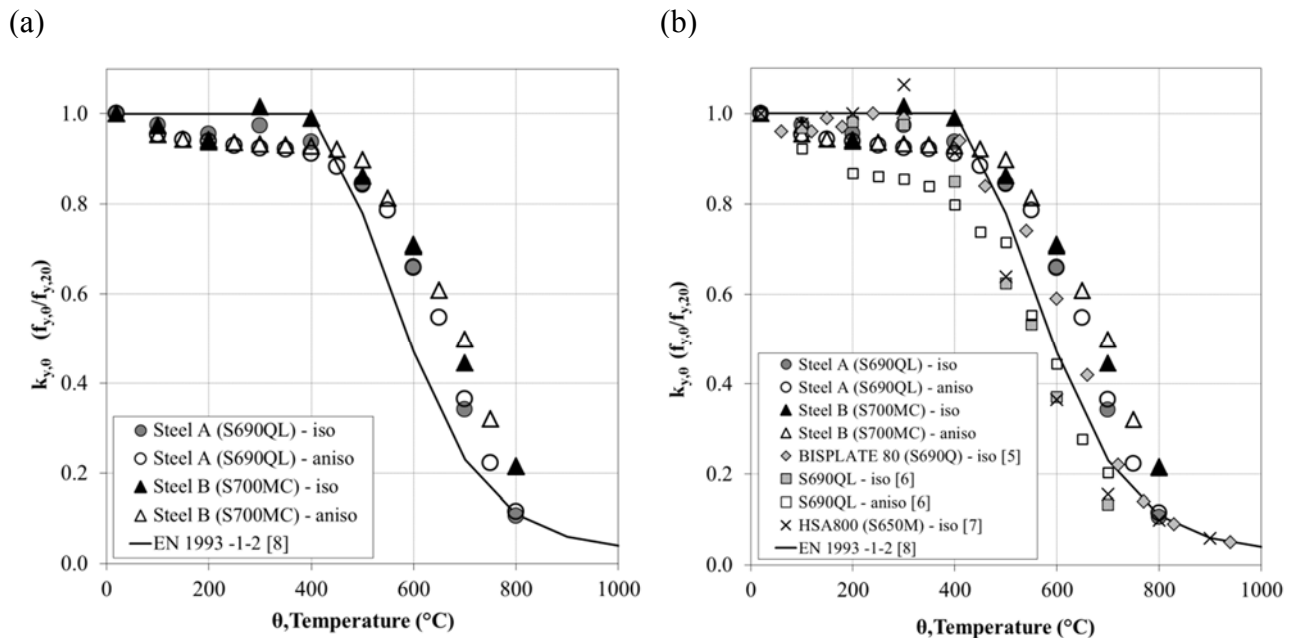 (a)
1.0
0.8
0.6
0.4
0.2
0.0
0 200 400 600 800 1000
k_y,θ (f_y,θ/f_y,20)
θ,Temperature (°C)
Steel A (S690QL) - iso
Steel A (S690QL) - aniso
Steel B (S700MC) - iso
Steel B (S700MC) - aniso
EN 1993 -1-2 [8]
(b)
1.0
0.8
0.6
0.4
0.2
0.0
0 200 400 600 800 1000
k_y,θ (f_y,θ/f_y,20)
θ,Temperature (°C)
Steel A (S690QL) - iso
Steel A (S690QL) - aniso
Steel B (S700MC) - iso
Steel B (S700MC) - aniso
BISPLATE 80 (S690Q) - iso [5]
S690QL - iso [6]
S690QL - aniso [6]
HSA800 (S650M) - iso [7]
EN 1993 -1-2 [8]